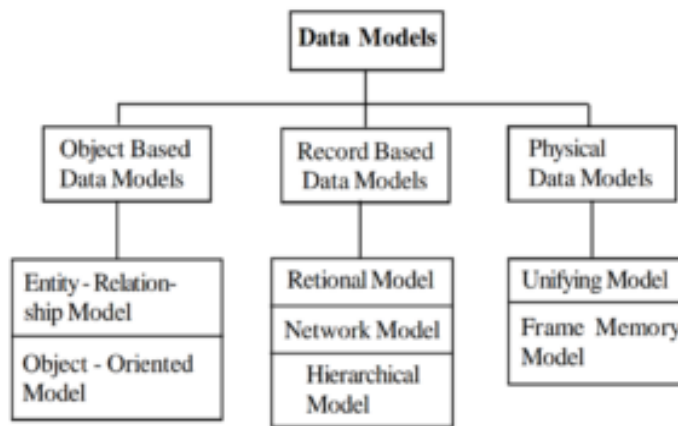 Data Models
Object Based
Data Models
Record Based
Data Models
Physical
Data Models
Entity - Relation-
ship Model
Object - Oriented
Model
Retional Model
Network Model
Hierarchical
Model
Unifying Model
Frame Memory
Model